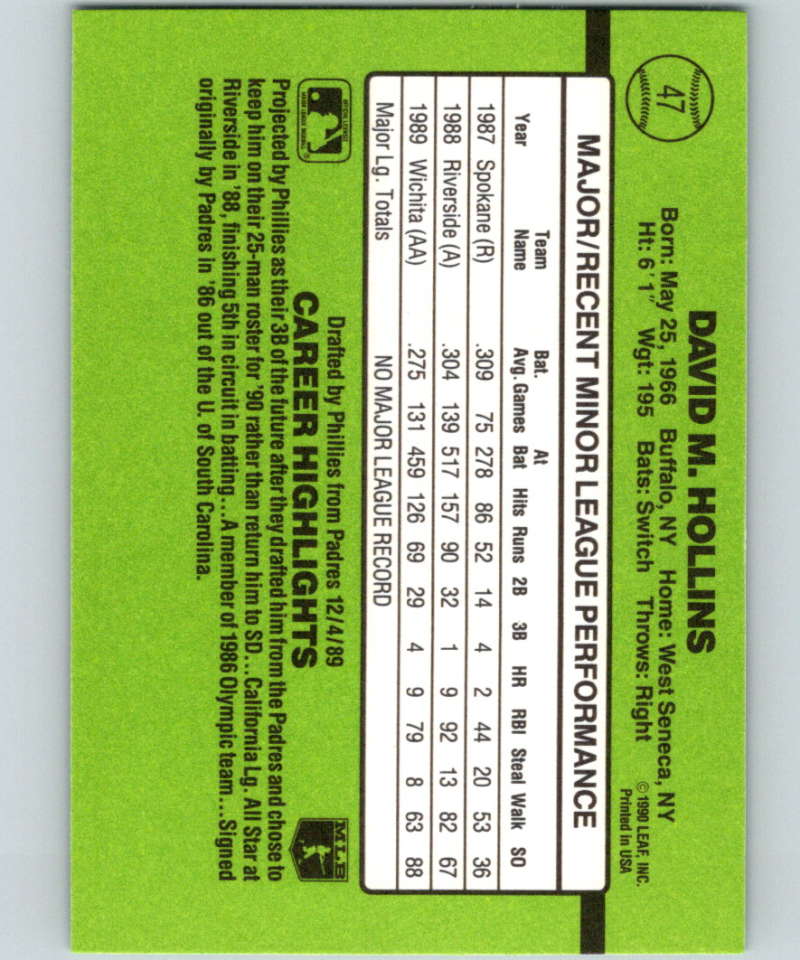 47
DAVID M. HOLLINS
Born: May 25, 1966 Buffalo, NY Home: West Seneca, NY
Ht: 6'1" Wgt: 195 Bats: Switch Throws: Right
© 1990 LEAF, INC.
Printed in USA
MAJOR/RECENT MINOR LEAGUE PERFORMANCE
Year Team Name Bat. Avg. Games At Bat Hits Runs 2B 3B HR RBI Steal Walk SO
1987 Spokane (R) .309 75 278 86 52 14 4 2 44 20 53 36
1988 Riverside (A) .304 139 517 157 90 32 1 9 92 13 82 67
1989 Wichita (AA) .275 131 459 126 69 29 4 9 79 8 63 88
Major Lg. Totals NO MAJOR LEAGUE RECORD
Drafted by Phillies from Padres 12/4/89
CAREER HIGHLIGHTS
MLB
Projected by Phillies as their 3B of the future after they drafted him from the Padres and chose to
keep him on their 25-man roster for '90 rather than return him to SD...California Lg. All Star at
Riverside in '88, finishing 5th in circuit in batting...A member of 1986 Olympic team...Signed
originally by Padres in '86 out of the U. of South Carolina.